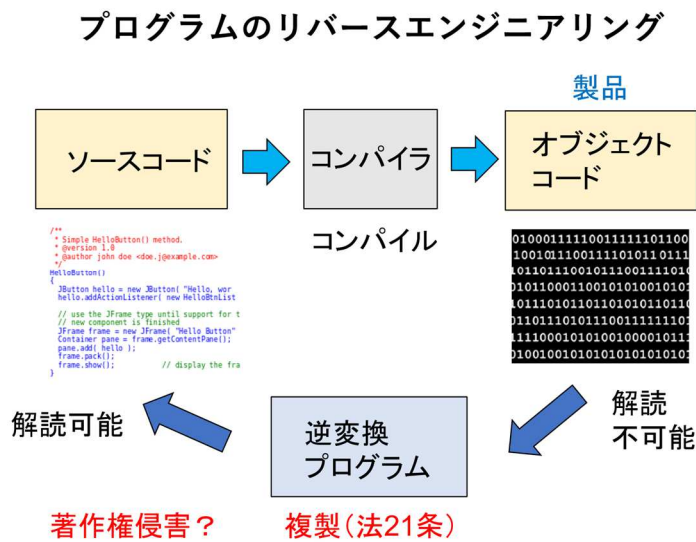 プログラムのリバースエンジニアリング
製品
ソースコード
コンパイラ
オブジェクト
コード
コンパイル
/**
* Simple HelloButton() method.
* @version 1.0
* @author john doe <doe.j@example.com>
*/
HelloButton()
{
JButton hello = new JButton( "Hello, wor
hello.addActionListener( new HelloBtnList
// use the JFrame type until support for t
// new component is finished
JFrame frame = new JFrame( "Hello Button"
Container pane = frame.getContentPane();
pane.add( hello );
frame.pack();
frame.show(); // display the fra
}
解読可能
逆変換
プログラム
解読
不可能
著作権侵害？
複製（法21条）